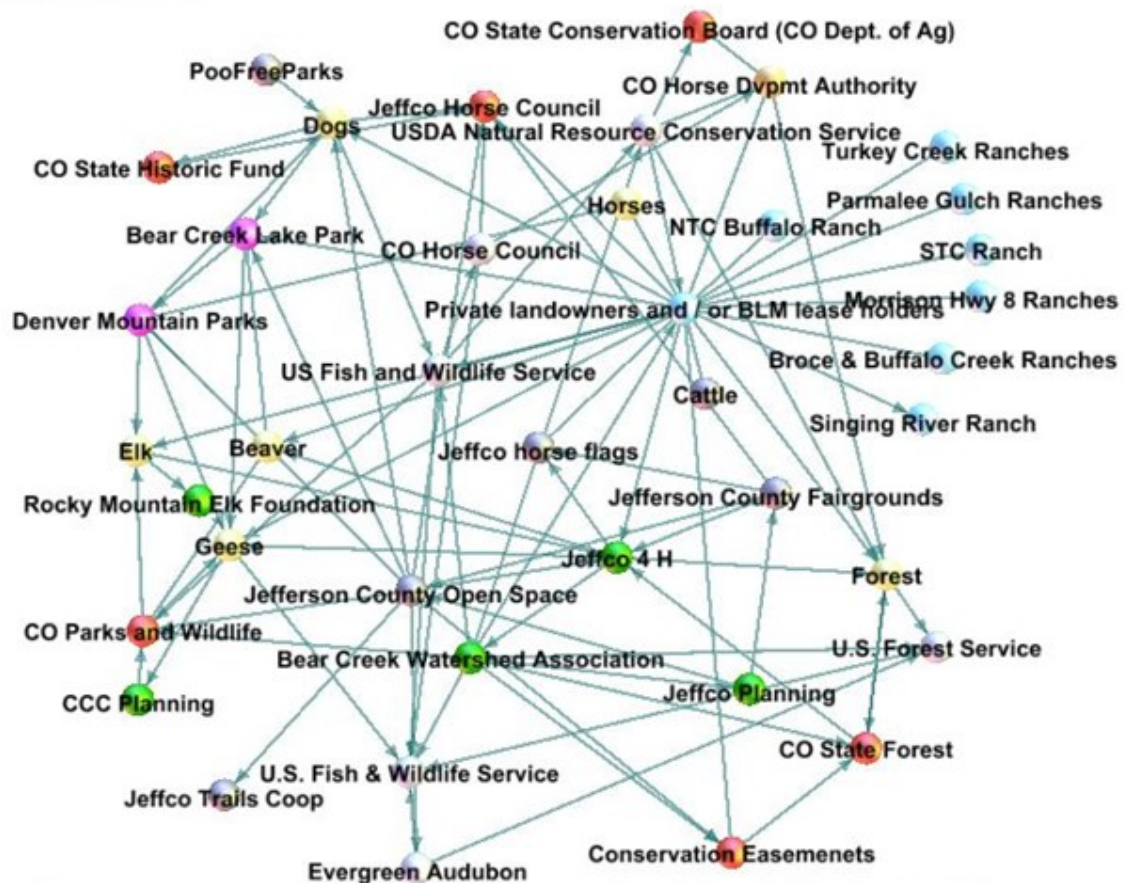 CO State Conservation Board (CO Dept. of Ag)
PooFreeParks
CO Horse Dvpmt Authority
Jeffco Horse Council
Dogs
USDA Natural Resource Conservation Service
Turkey Creek Ranches
CO State Historic Fund
Parmalee Gulch Ranches
Horses
NTC Buffalo Ranch
Bear Creek Lake Park
CO Horse Council
STC Ranch
Morrison Hwy 8 Ranches
Private landowners and / or BLM lease holders
Denver Mountain Parks
Broce & Buffalo Creek Ranches
US Fish and Wildlife Service
Cattle
Singing River Ranch
Elk
Beaver
Jeffco horse flags
Jefferson County Fairgrounds
Rocky Mountain Elk Foundation
Geese
Jeffco 4 H
Forest
Jefferson County Open Space
CO Parks and Wildlife
U.S. Forest Service
Bear Creek Watershed Association
Jeffco Planning
CCC Planning
CO State Forest
U.S. Fish & Wildlife Service
Jeffco Trails Coop
Conservation Easemenets
Evergreen Audubon